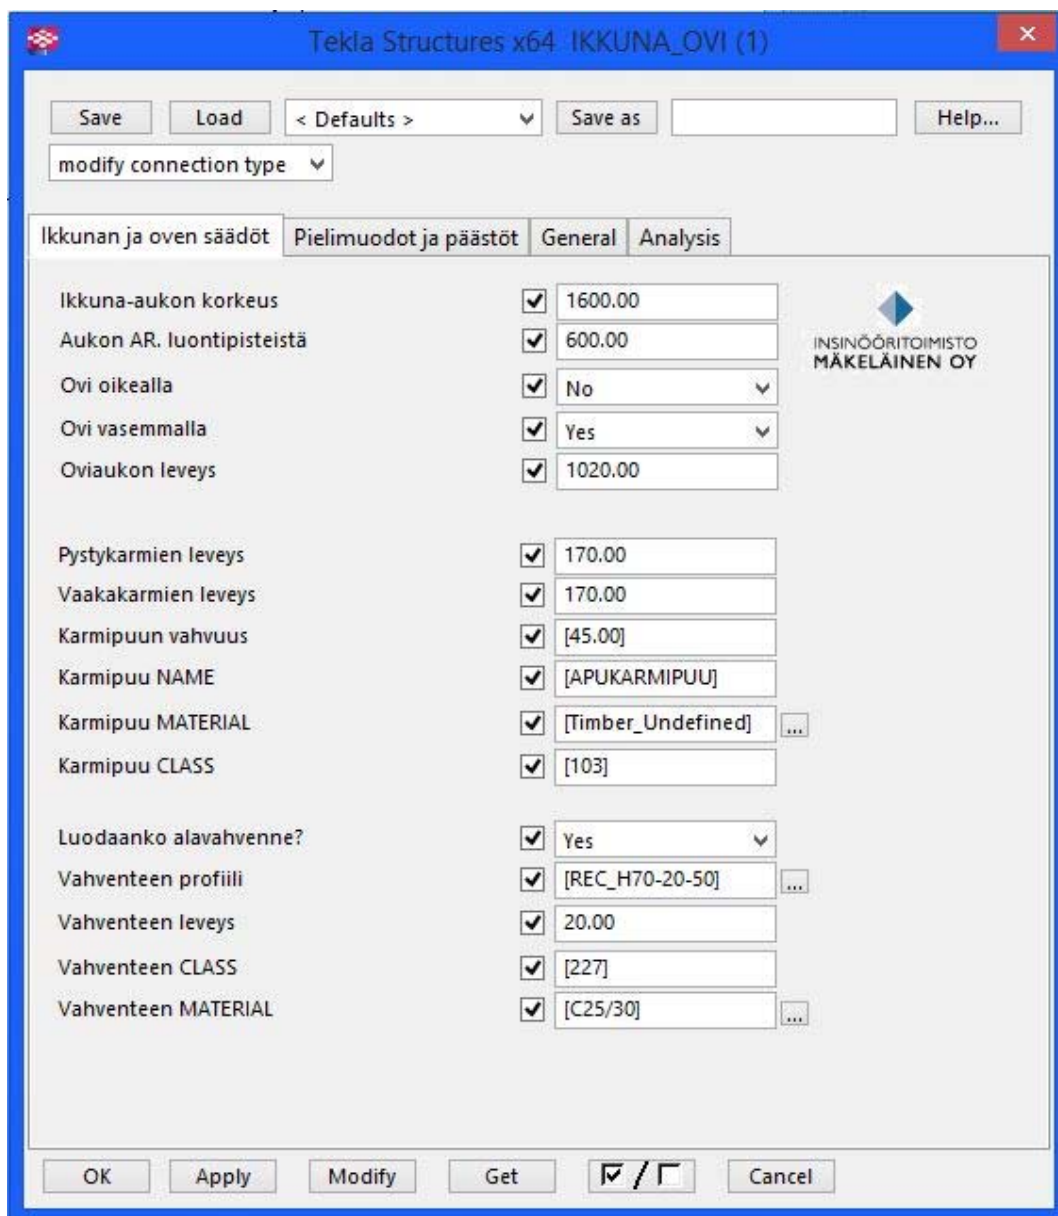 Tekla Structures x64 IKKUNA_OVI (1)
Save Load < Defaults > Save as Help...
modify connection type
Ikkunan ja oven säädöt Pielimuodot ja päästöt General Analysis
Ikkuna-aukon korkeus 1600.00
Aukon AR. luontipisteistä 600.00
INSINÖÖRITOIMISTO
MÄKELÄINEN OY
Ovi oikealla No
Ovi vasemmalla Yes
Oviaukon leveys 1020.00
Pystykarmien leveys 170.00
Vaakakarmien leveys 170.00
Karmipuun vahvuus [45.00]
Karmipuu NAME [APUKARMIPUU]
Karmipuu MATERIAL [Timber_Undefined] ...
Karmipuu CLASS [103]
Luodaanko alavahvenne? Yes
Vahventeen profiili [REC_H70-20-50] ...
Vahventeen leveys 20.00
Vahventeen CLASS [227]
Vahventeen MATERIAL [C25/30] ...
OK Apply Modify Get / Cancel